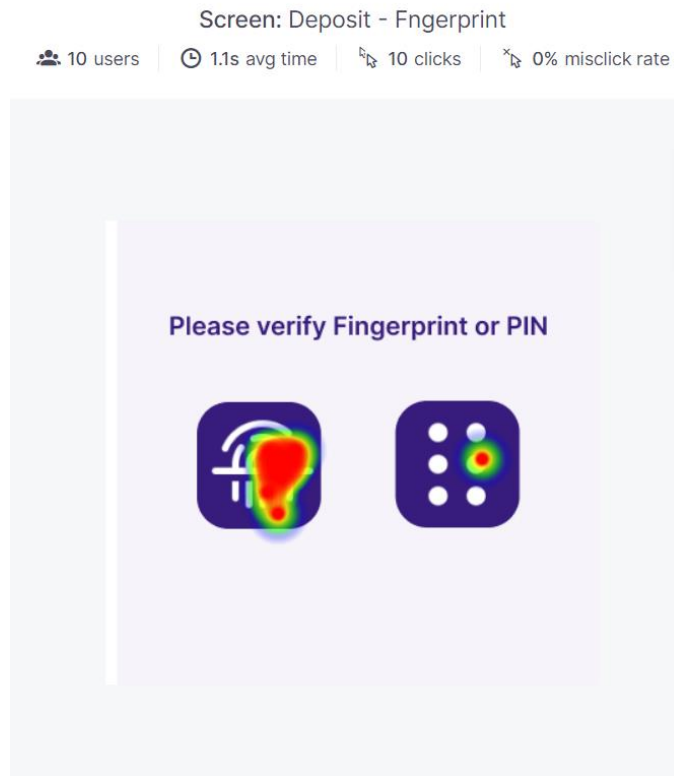 Screen: Deposit - Fngerprint
10 users 1.1s avg time 10 clicks 0% misclick rate
Please verify Fingerprint or PIN